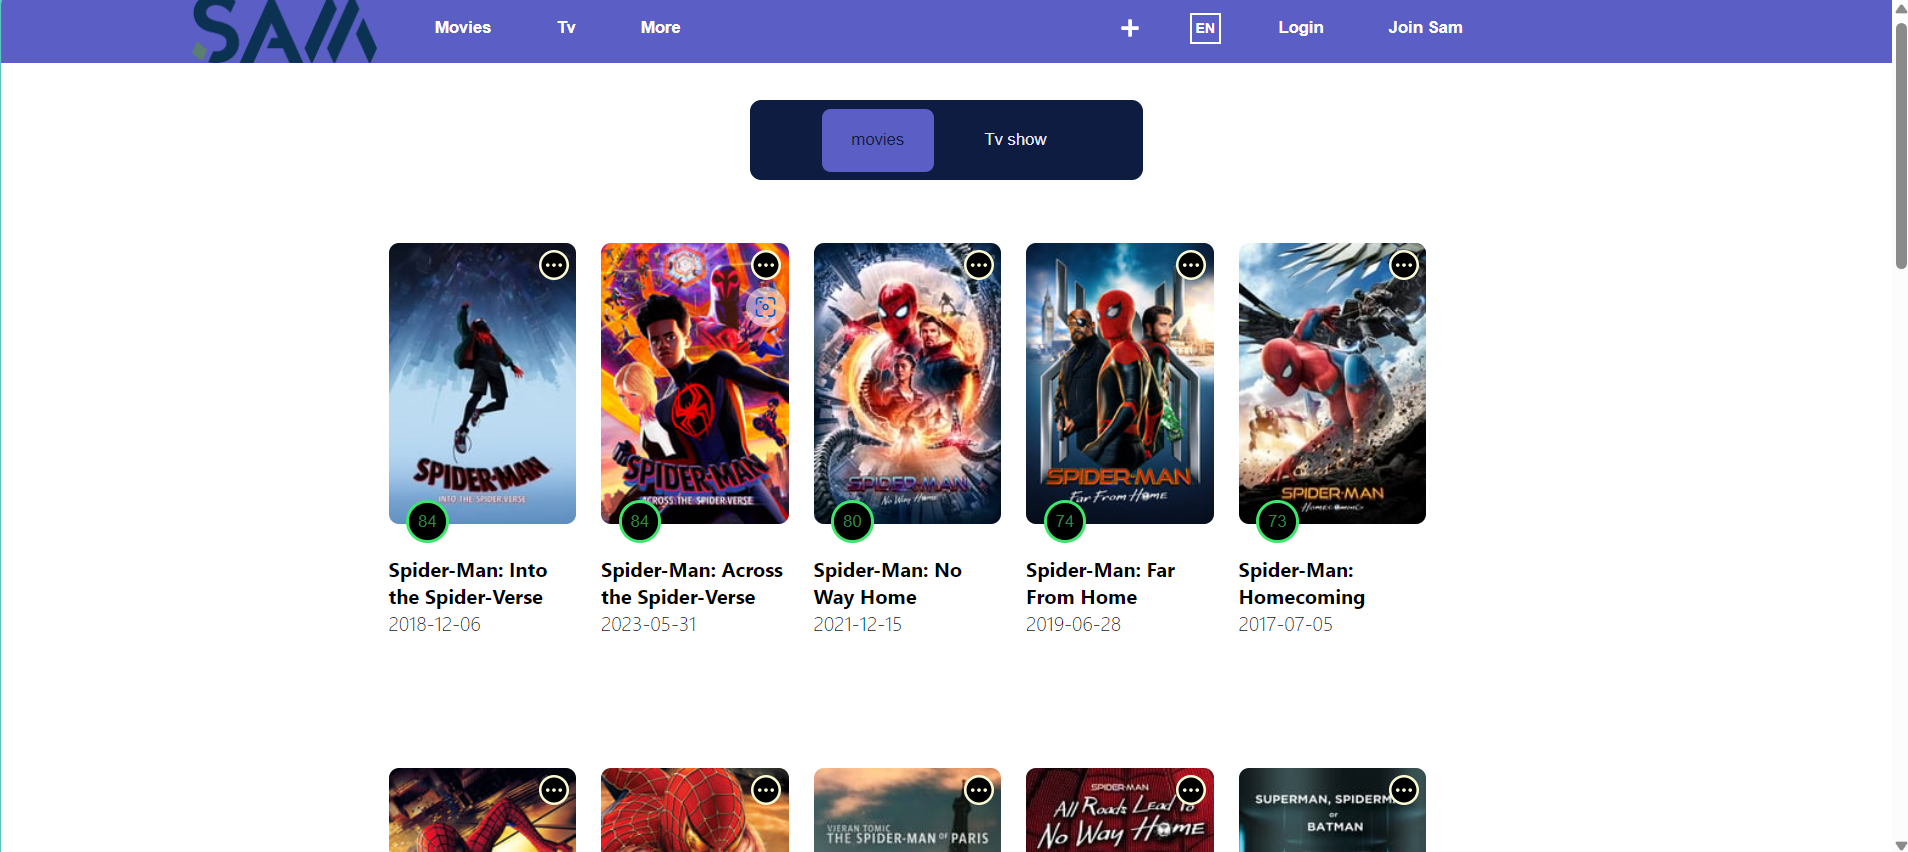 SAM
Movies
Tv
More
+
EN
Login
Join Sam
movies
Tv show
SPIDER-MAN
INTO THE SPIDER-VERSE
84
Spider-Man: Into
the Spider-Verse
2018-12-06
SPIDER-MAN
ACROSS THE SPIDER-VERSE
84
Spider-Man: Across
the Spider-Verse
2023-05-31
SPIDER-MAN
No Way Home
80
Spider-Man: No
Way Home
2021-12-15
SPIDER-MAN
Far From Home
74
Spider-Man: Far
From Home
2019-06-28
SPIDER-MAN
Homecoming
73
Spider-Man:
Homecoming
2017-07-05
VJERAN TOMIC
THE SPIDER-MAN OF PARIS
SPIDER-MAN
All Roads Lead to
No Way Home
SUPERMAN, SPIDERM
or
BATMAN